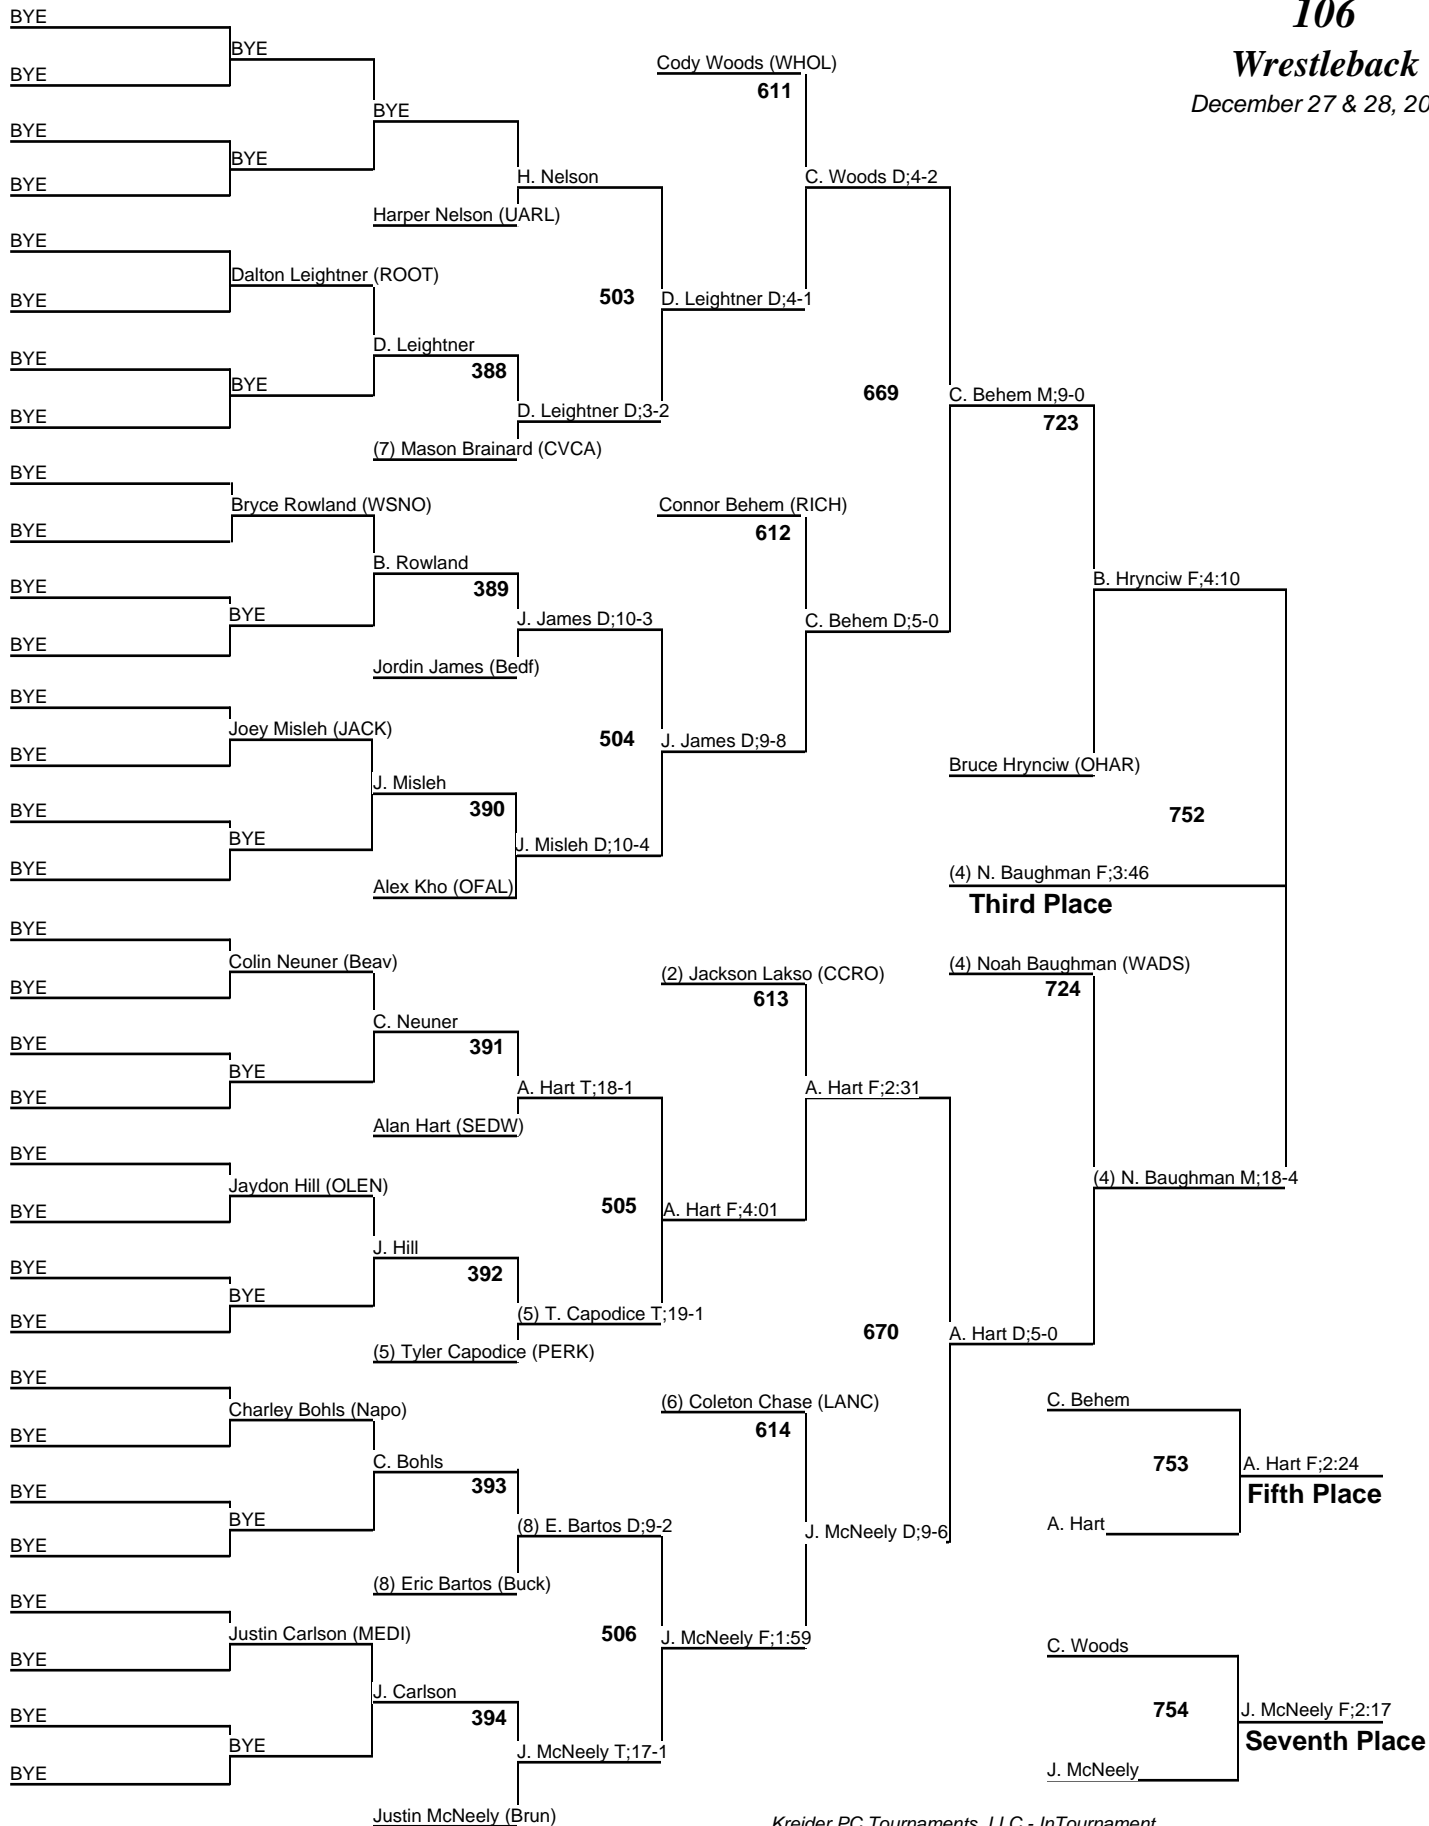 106
Wrestleback
December 27 & 28, 20
BYE
BYE
BYE
Cody Woods (WHOL)
611
BYE
BYE
BYE
BYE
H. Nelson
C. Woods D;4-2
Harper Nelson (UARL)
BYE
Dalton Leightner (ROOT)
BYE
503
D. Leightner D;4-1
D. Leightner
BYE
388
BYE
669
C. Behem M;9-0
BYE
D. Leightner D;3-2
723
(7) Mason Brainard (CVCA)
BYE
Bryce Rowland (WSNO)
Connor Behem (RICH)
BYE
612
B. Rowland
BYE
389
B. Hrynciw F;4:10
BYE
J. James D;10-3
C. Behem D;5-0
BYE
Jordin James (Bedf)
BYE
Joey Misleh (JACK)
504
J. James D;9-8
BYE
Bruce Hrynciw (OHAR)
J. Misleh
BYE
390
752
BYE
J. Misleh D;10-4
BYE
(4) N. Baughman F;3:46
Alex Kho (OFAL)
Third Place
BYE
Colin Neuner (Beav)
(2) Jackson Lakso (CCRO)
(4) Noah Baughman (WADS)
BYE
613
724
C. Neuner
BYE
391
BYE
BYE
A. Hart T;18-1
A. Hart F;2:31
Alan Hart (SEDW)
BYE
Jaydon Hill (OLEN)
(4) N. Baughman M;18-4
BYE
505
A. Hart F;4:01
J. Hill
BYE
392
BYE
BYE
(5) T. Capodice T;19-1
670
A. Hart D;5-0
(5) Tyler Capodice (PERK)
BYE
Charley Bohls (Napo)
(6) Coleton Chase (LANC)
C. Behem
BYE
614
C. Bohls
753
A. Hart F;2:24
BYE
393
Fifth Place
BYE
(8) E. Bartos D;9-2
J. McNeely D;9-6
A. Hart
BYE
(8) Eric Bartos (Buck)
BYE
Justin Carlson (MEDI)
506
J. McNeely F;1:59
C. Woods
BYE
J. Carlson
BYE
394
754
J. McNeely F;2:17
BYE
J. McNeely T;17-1
Seventh Place
BYE
J. McNeely
Justin McNeely (Brun)
Kreider PC Tournaments, LLC - InTournament